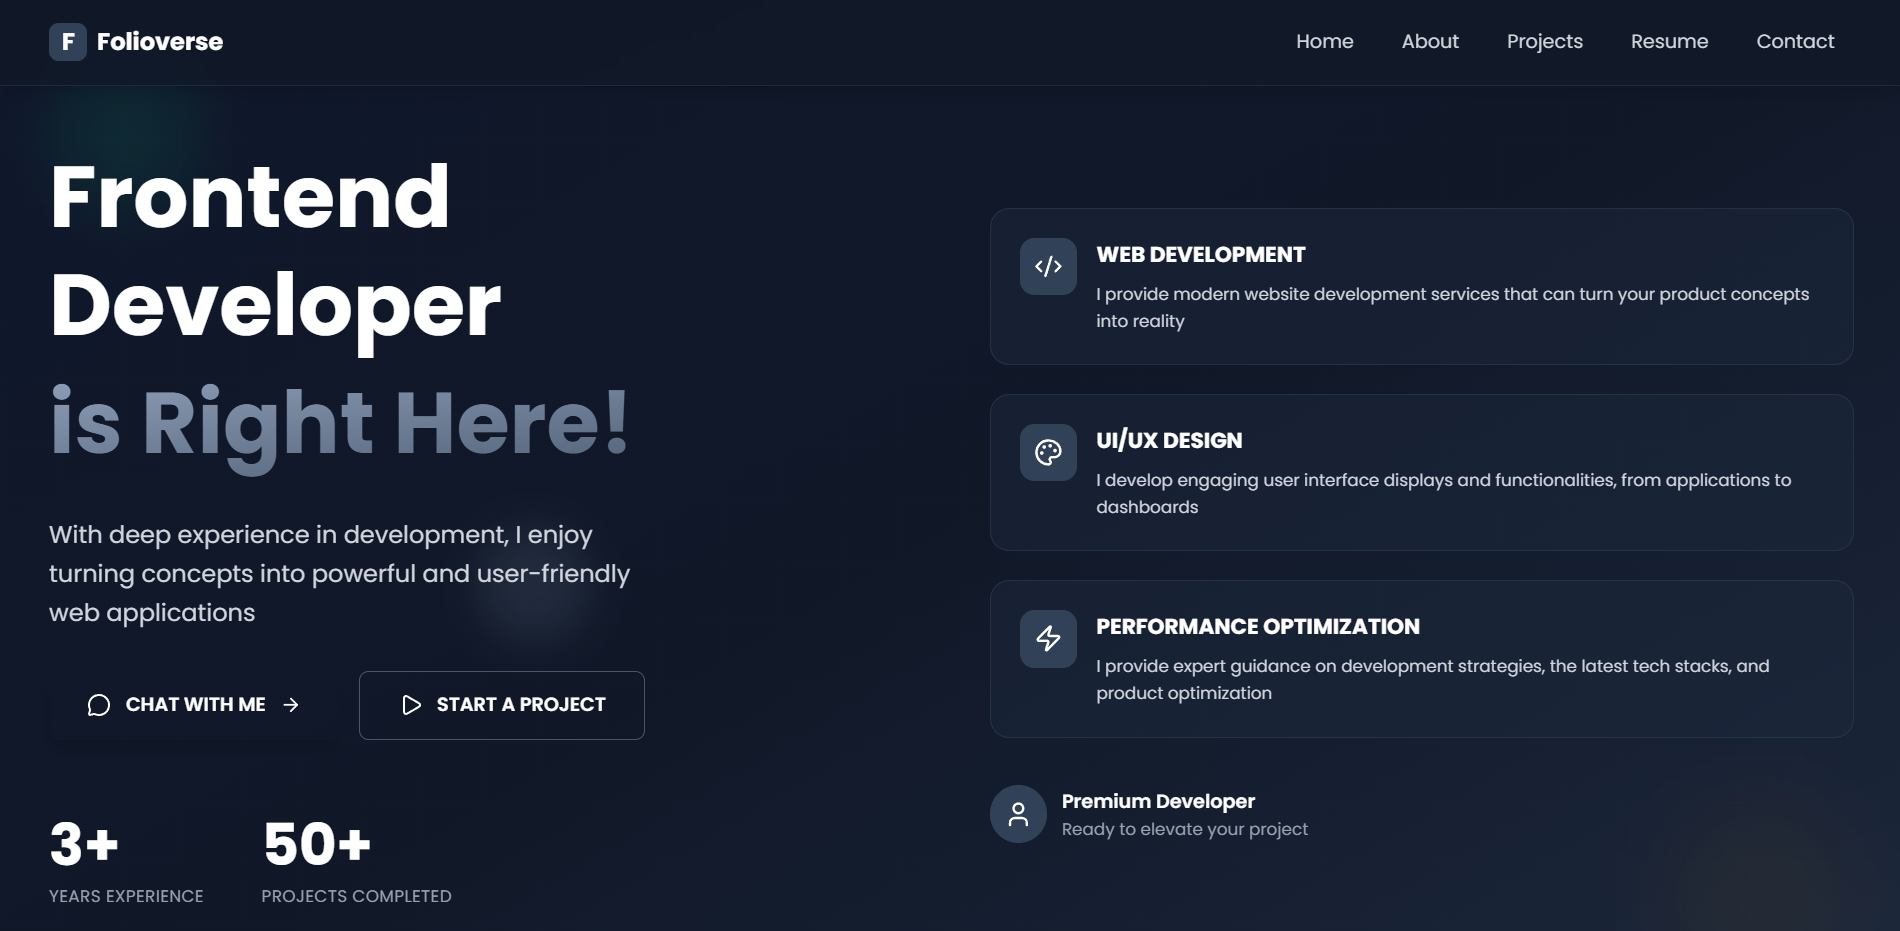 F Folioverse
Home About Projects Resume Contact
Frontend
Developer
is Right Here!
With deep experience in development, I enjoy
turning concepts into powerful and user-friendly
web applications
CHAT WITH ME
START A PROJECT
3+
YEARS EXPERIENCE
50+
PROJECTS COMPLETED
WEB DEVELOPMENT
I provide modern website development services that can turn your product concepts
into reality
UI/UX DESIGN
I develop engaging user interface displays and functionalities, from applications to
dashboards
PERFORMANCE OPTIMIZATION
I provide expert guidance on development strategies, the latest tech stacks, and
product optimization
Premium Developer
Ready to elevate your project